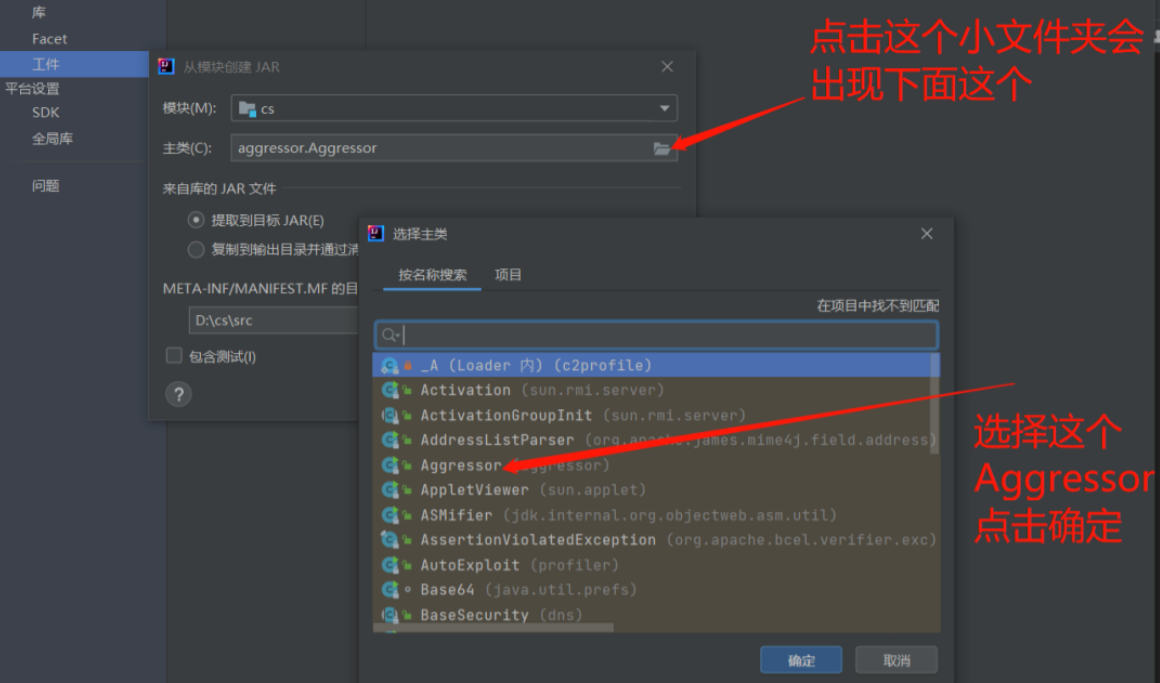 库
Facet
工件
平台设置
SDK
全局库
问题
从模块创建 JAR
模块(M):
cs
主类(C):
aggressor.Aggressor
来自库的 JAR 文件
提取到目标 JAR(E)
复制到输出目录并通过清
META-INF/MANIFEST.MF 的目
D:\cs\src
包含测试(I)
?
点击这个小文件夹会
出现下面这个
选择主类
按名称搜索
项目
在项目中找不到匹配
_A (Loader 内) (c2profile)
Activation (sun.rmi.server)
ActivationGroupInit (sun.rmi.server)
AddressListParser (org.apache.james.mime4j.field.address)
Aggressor (aggressor)
AppletViewer (sun.applet)
ASMifier (jdk.internal.org.objectweb.asm.util)
AssertionViolatedException (org.apache.bcel.verifier.exc)
AutoExploit (profiler)
Base64 (java.util.prefs)
BaseSecurity (dns)
确定
取消
选择这个
Aggressor
点击确定